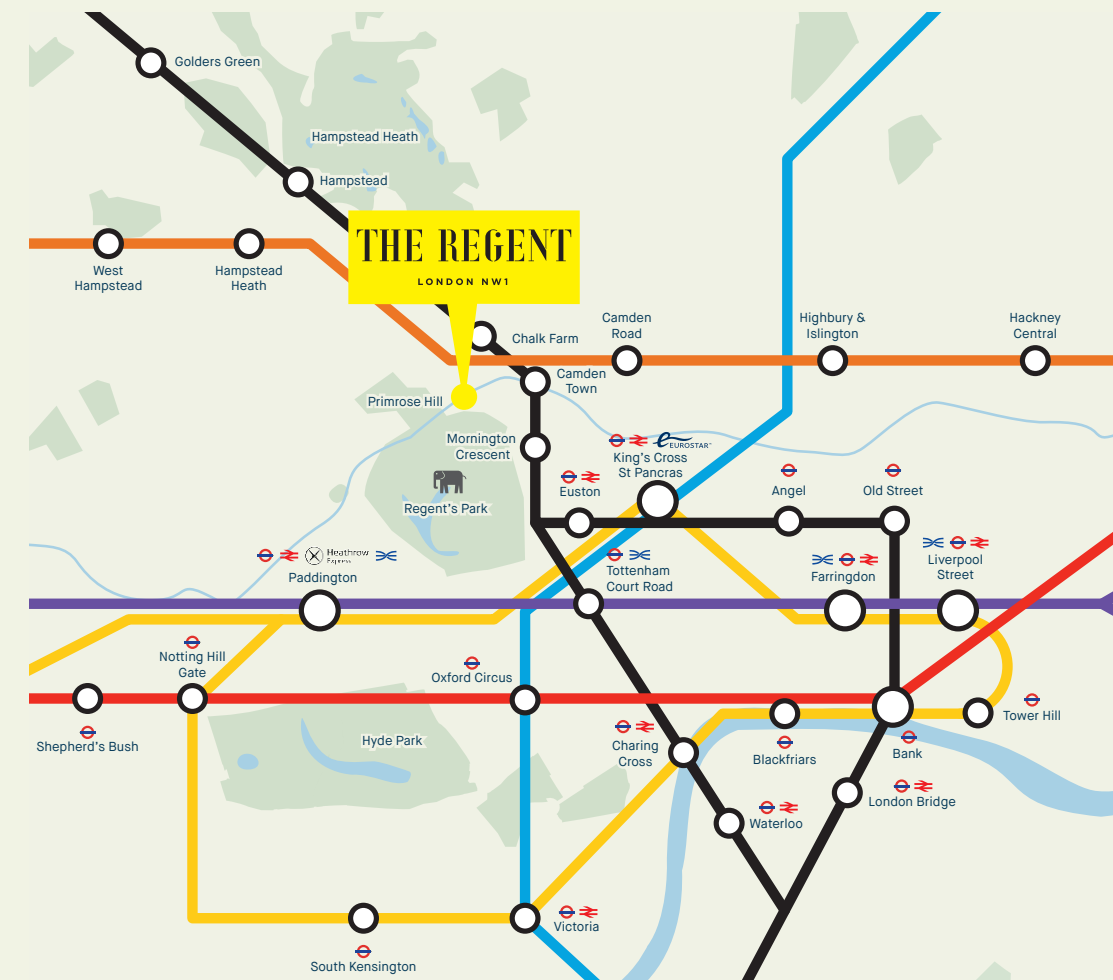 Golders Green
Hampstead Heath
Hampstead
THE REGENT
LONDON NW1
West
Hampstead
Hampstead
Heath
Chalk Farm
Camden
Road
Highbury &
Islington
Hackney
Central
Camden
Town
Primrose Hill
Mornington
Crescent
EUROSTAR™
King's Cross
St Pancras
Euston
Angel
Old Street
Regent's Park
Heathrow
Express
Paddington
Tottenham
Court Road
Farringdon
Liverpool
Street
Notting Hill
Gate
Oxford Circus
Shepherd's Bush
Hyde Park
Charing
Cross
Blackfriars
Bank
Tower Hill
London Bridge
Waterloo
Victoria
South Kensington